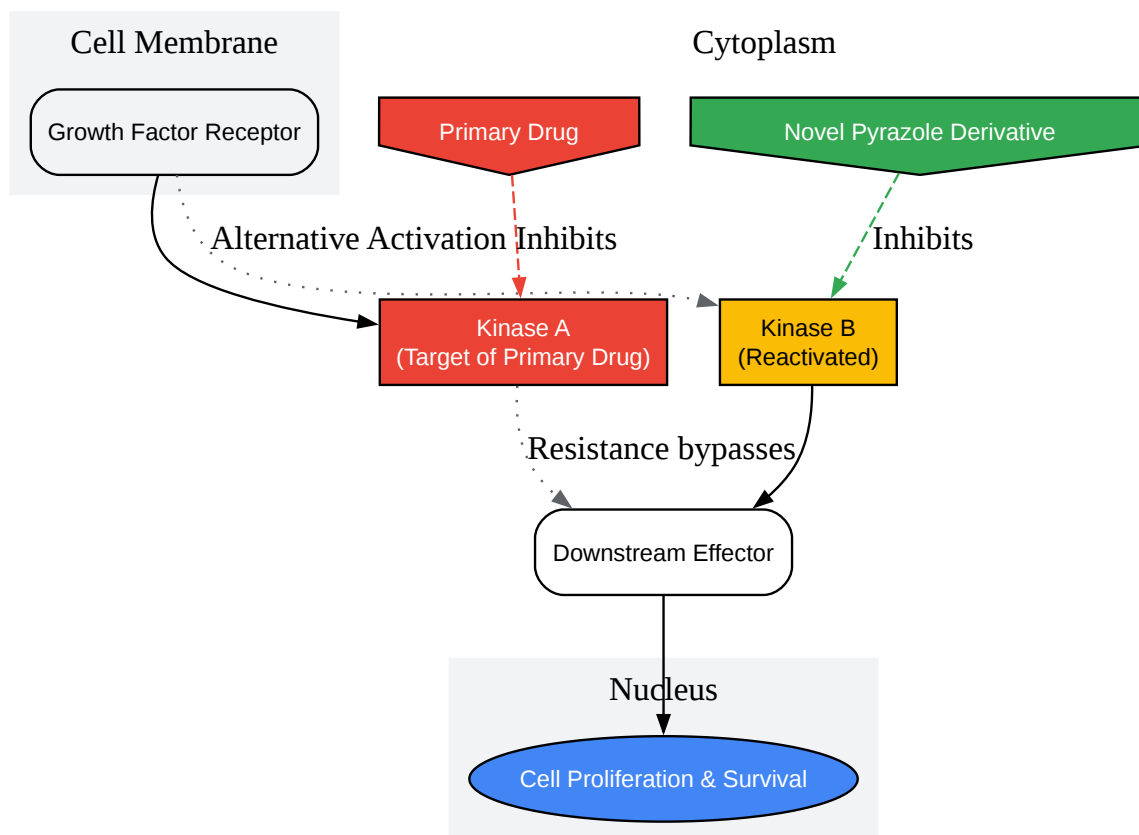 Cell Membrane
Cytoplasm
Growth Factor Receptor
Primary Drug
Novel Pyrazole Derivative
Alternative Activation
Inhibits
Inhibits
Kinase A
(Target of Primary Drug)
Kinase B
(Reactivated)
Resistance bypasses
Downstream Effector
Nucleus
Cell Proliferation & Survival